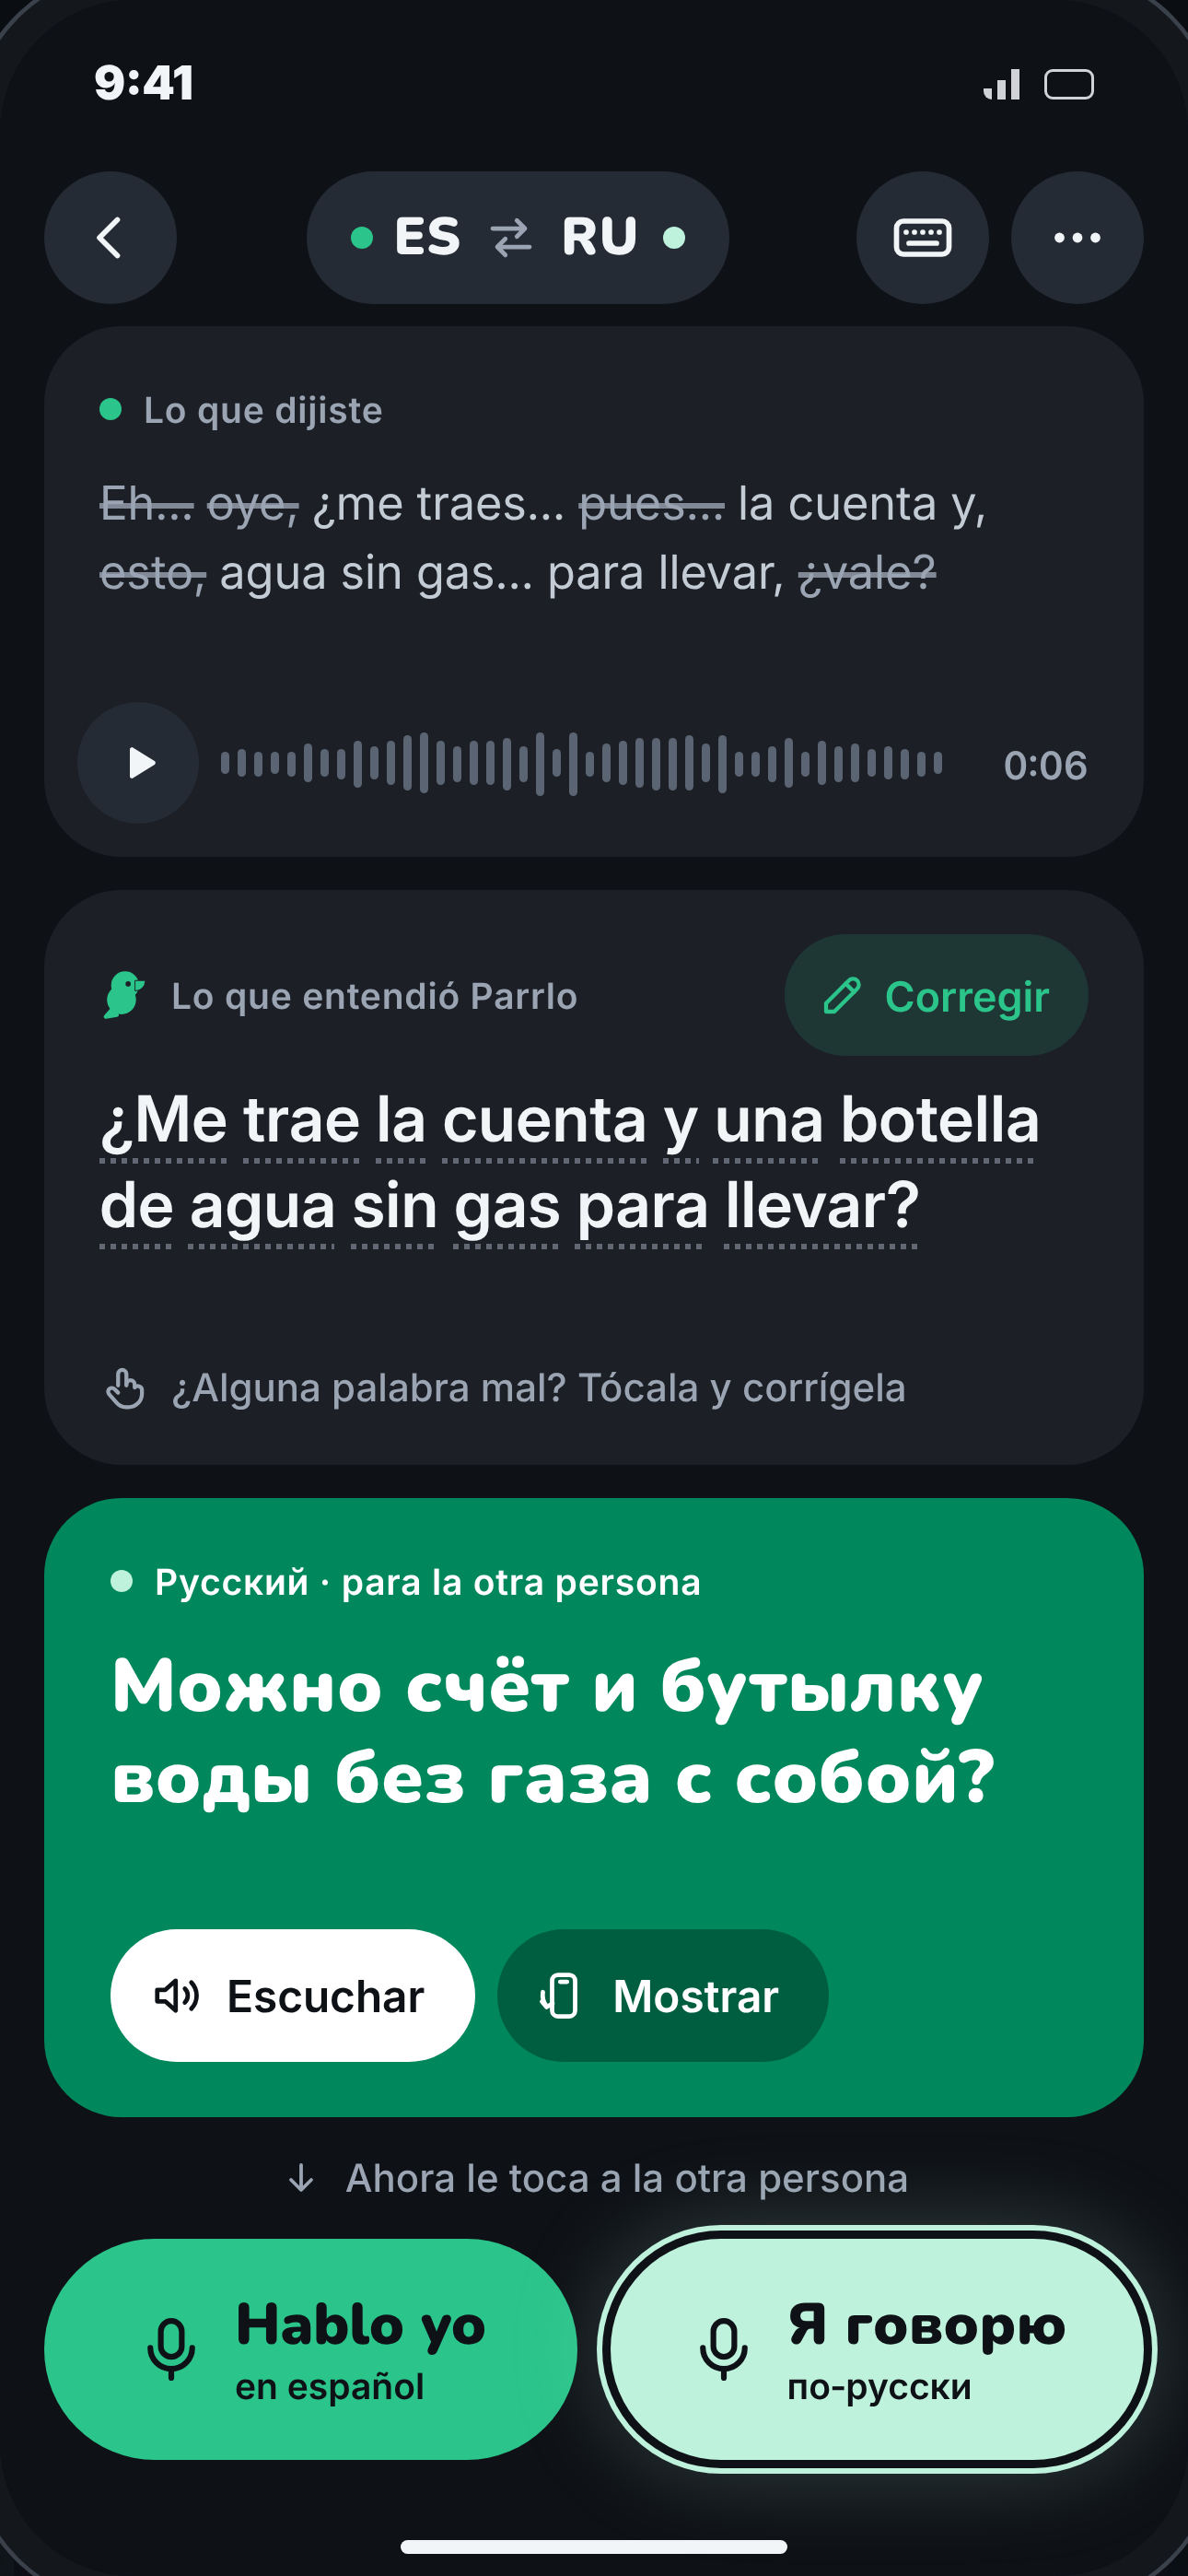 9:41
ES RU
Lo que dijiste
Eh... oye, ¿me traes... pues... la cuenta y,
esto, agua sin gas... para llevar, ¿vale?
0:06
Lo que entendió Parrlo
Corregir
¿Me trae la cuenta y una botella
de agua sin gas para llevar?
¿Alguna palabra mal? Tócala y corrígela
Русский · para la otra persona
Можно счёт и бутылку
воды без газа с собой?
Escuchar
Mostrar
Ahora le toca a la otra persona
Hablo yo
en español
Я говорю
по-русски